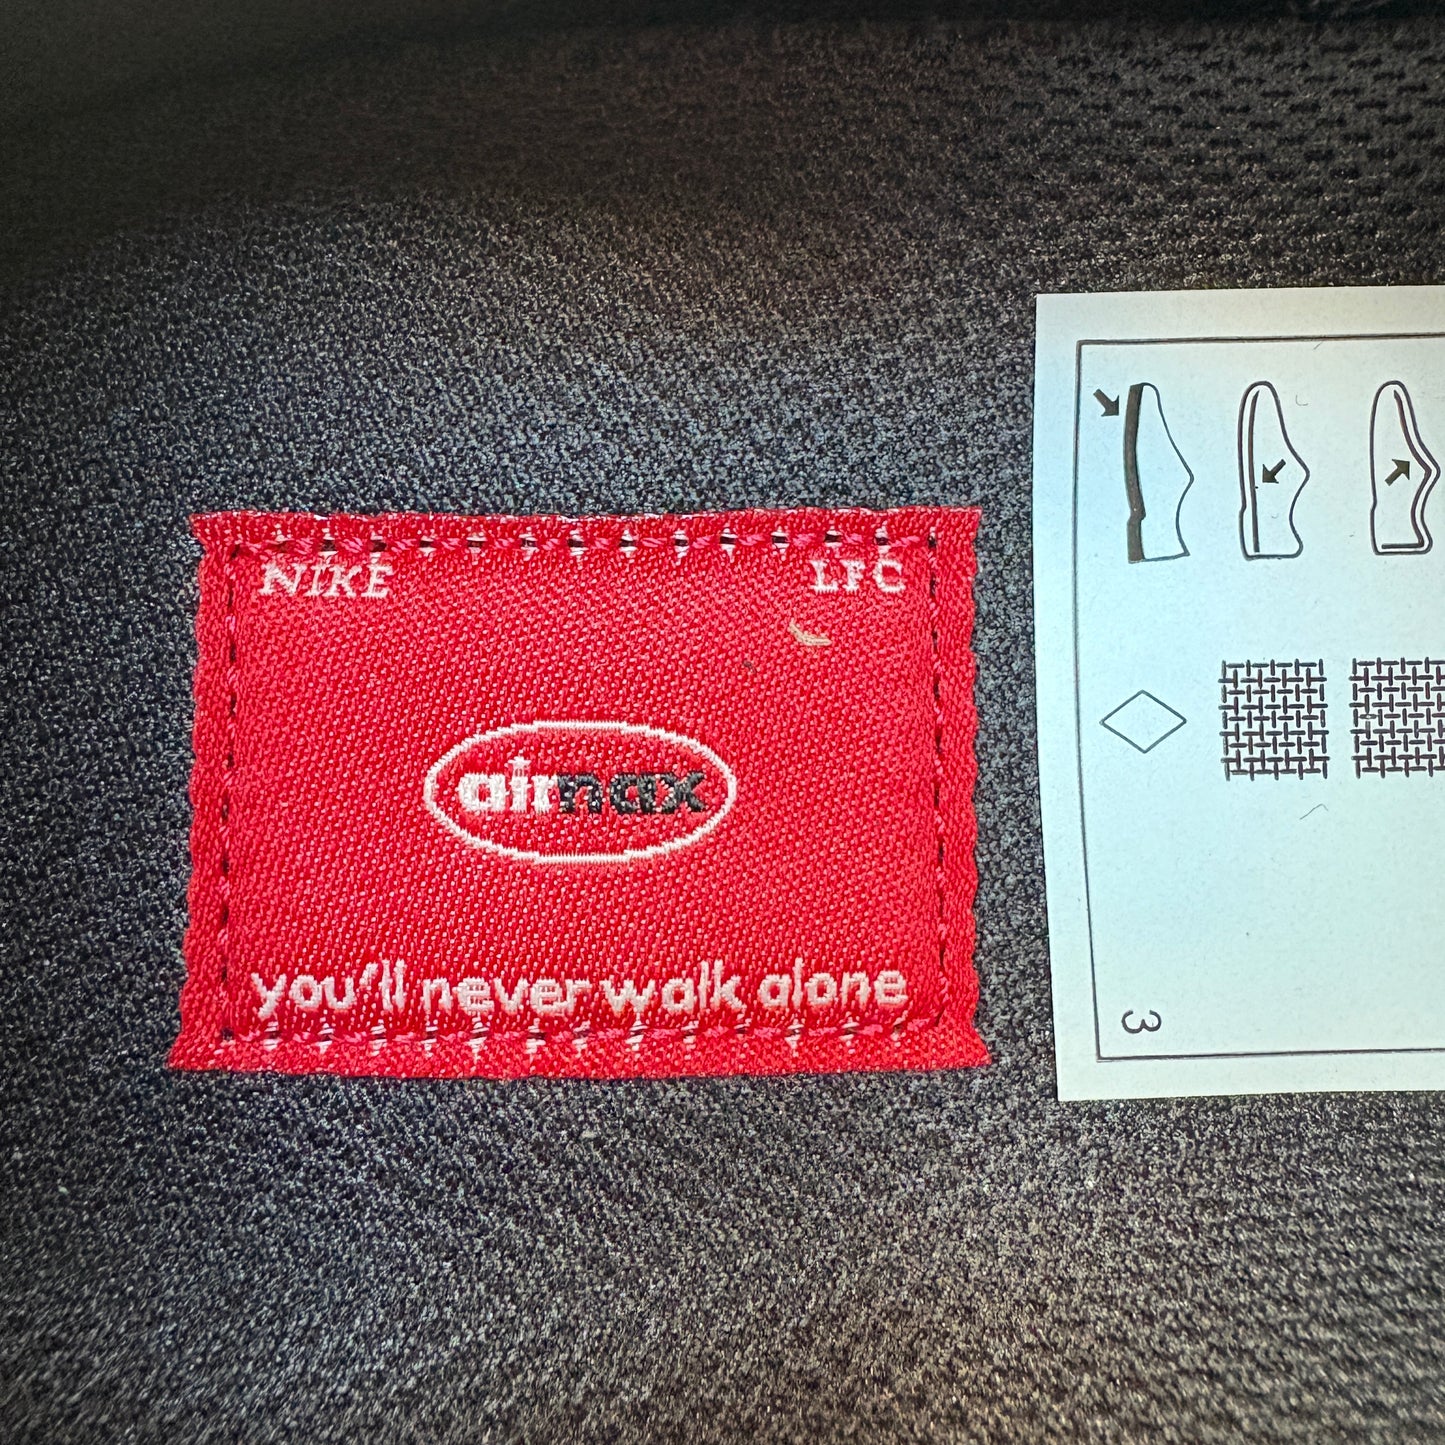 NIKE LFC
airmax
you'll never walk alone
3